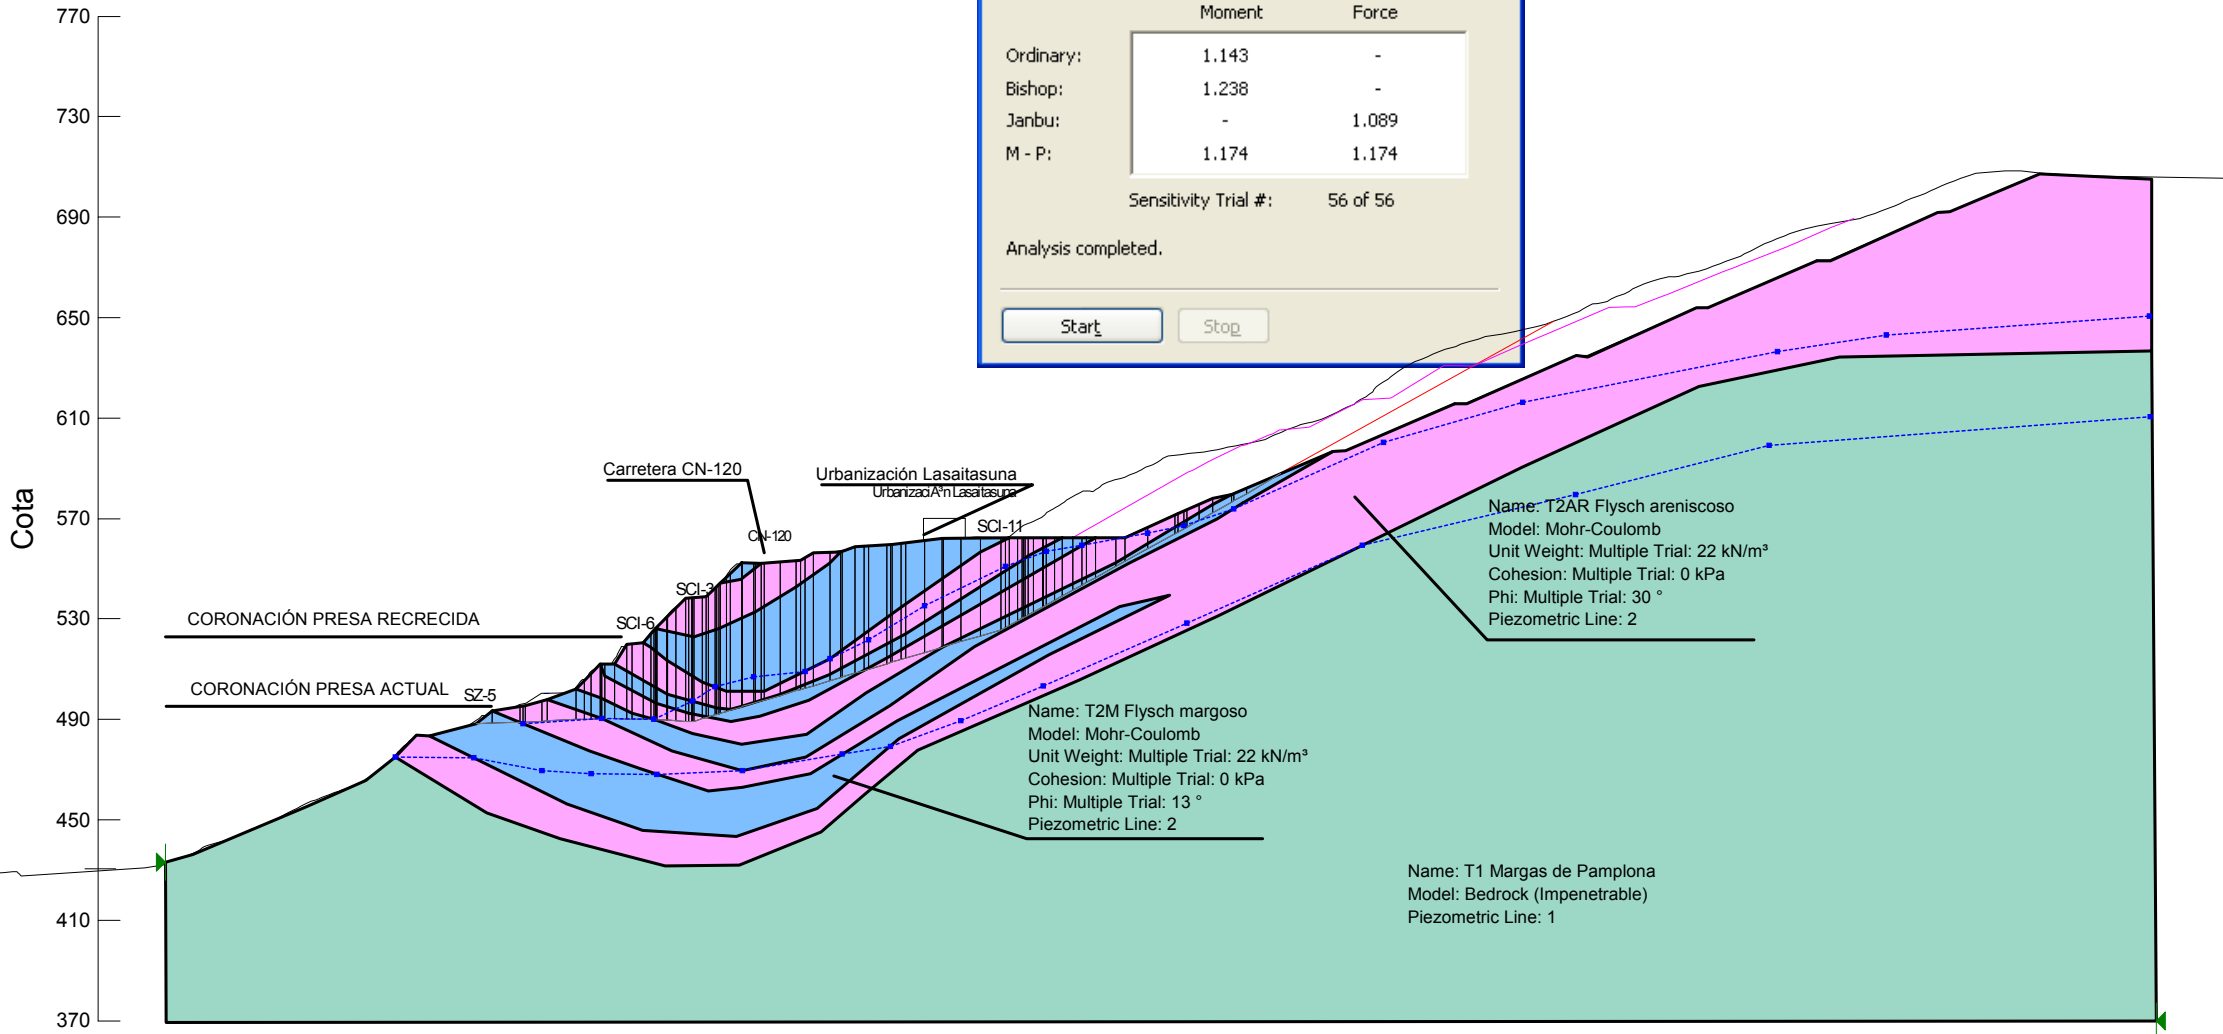 Moment Force
Ordinary: 1.143 -
Bishop: 1.238 -
Janbu: - 1.089
M - P: 1.174 1.174
Sensitivity Trial #: 56 of 56
Analysis completed.
Start Stop
770
730
690
650
610
570
530
490
450
410
370
Cota
Carretera CN-120
Urbanización Lasaitasuna
UrbanizaciÃ³n Lasaitasuna
CN-120
SCI-11
SCI-3
SCI-6
SZ-5
CORONACIÓN PRESA RECRECIDA
CORONACIÓN PRESA ACTUAL
Name: T2AR Flysch areniscoso
Model: Mohr-Coulomb
Unit Weight: Multiple Trial: 22 kN/m³
Cohesion: Multiple Trial: 0 kPa
Phi: Multiple Trial: 30 °
Piezometric Line: 2
Name: T2M Flysch margoso
Model: Mohr-Coulomb
Unit Weight: Multiple Trial: 22 kN/m³
Cohesion: Multiple Trial: 0 kPa
Phi: Multiple Trial: 13 °
Piezometric Line: 2
Name: T1 Margas de Pamplona
Model: Bedrock (Impenetrable)
Piezometric Line: 1